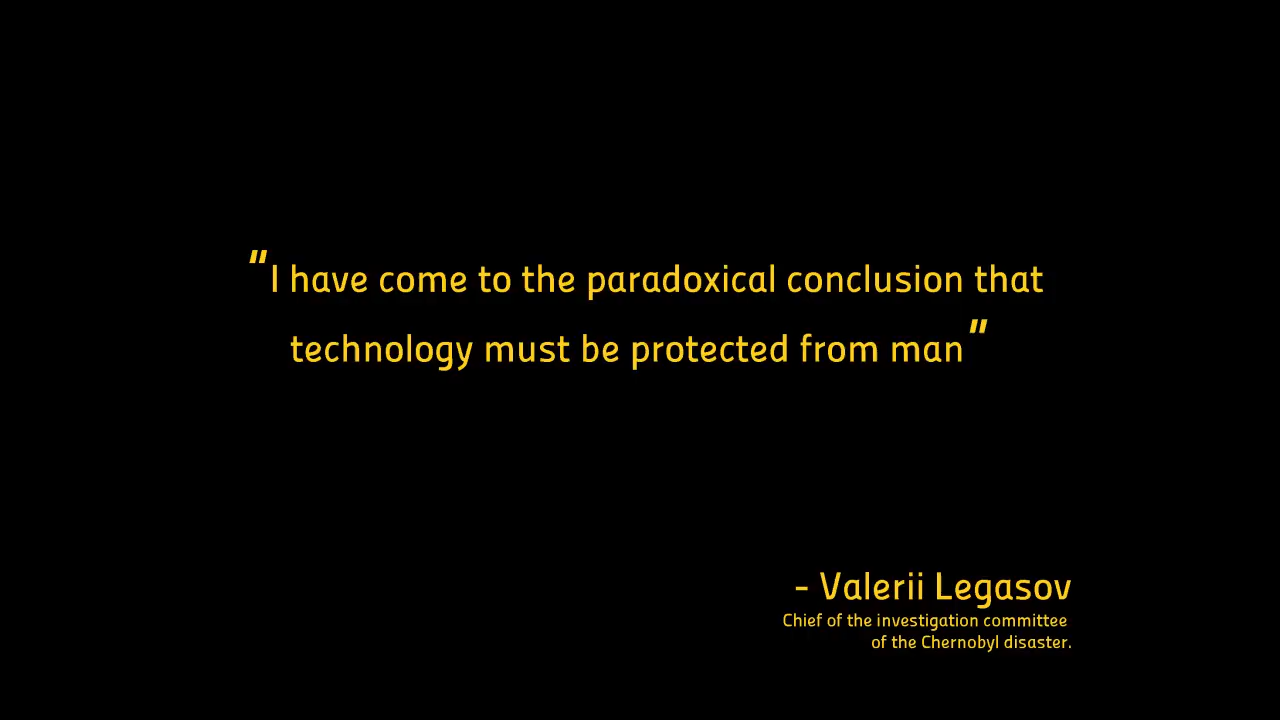 "I have come to the paradoxical conclusion that
technology must be protected from man"
- Valerii Legasov
Chief of the investigation committee
of the Chernobyl disaster.